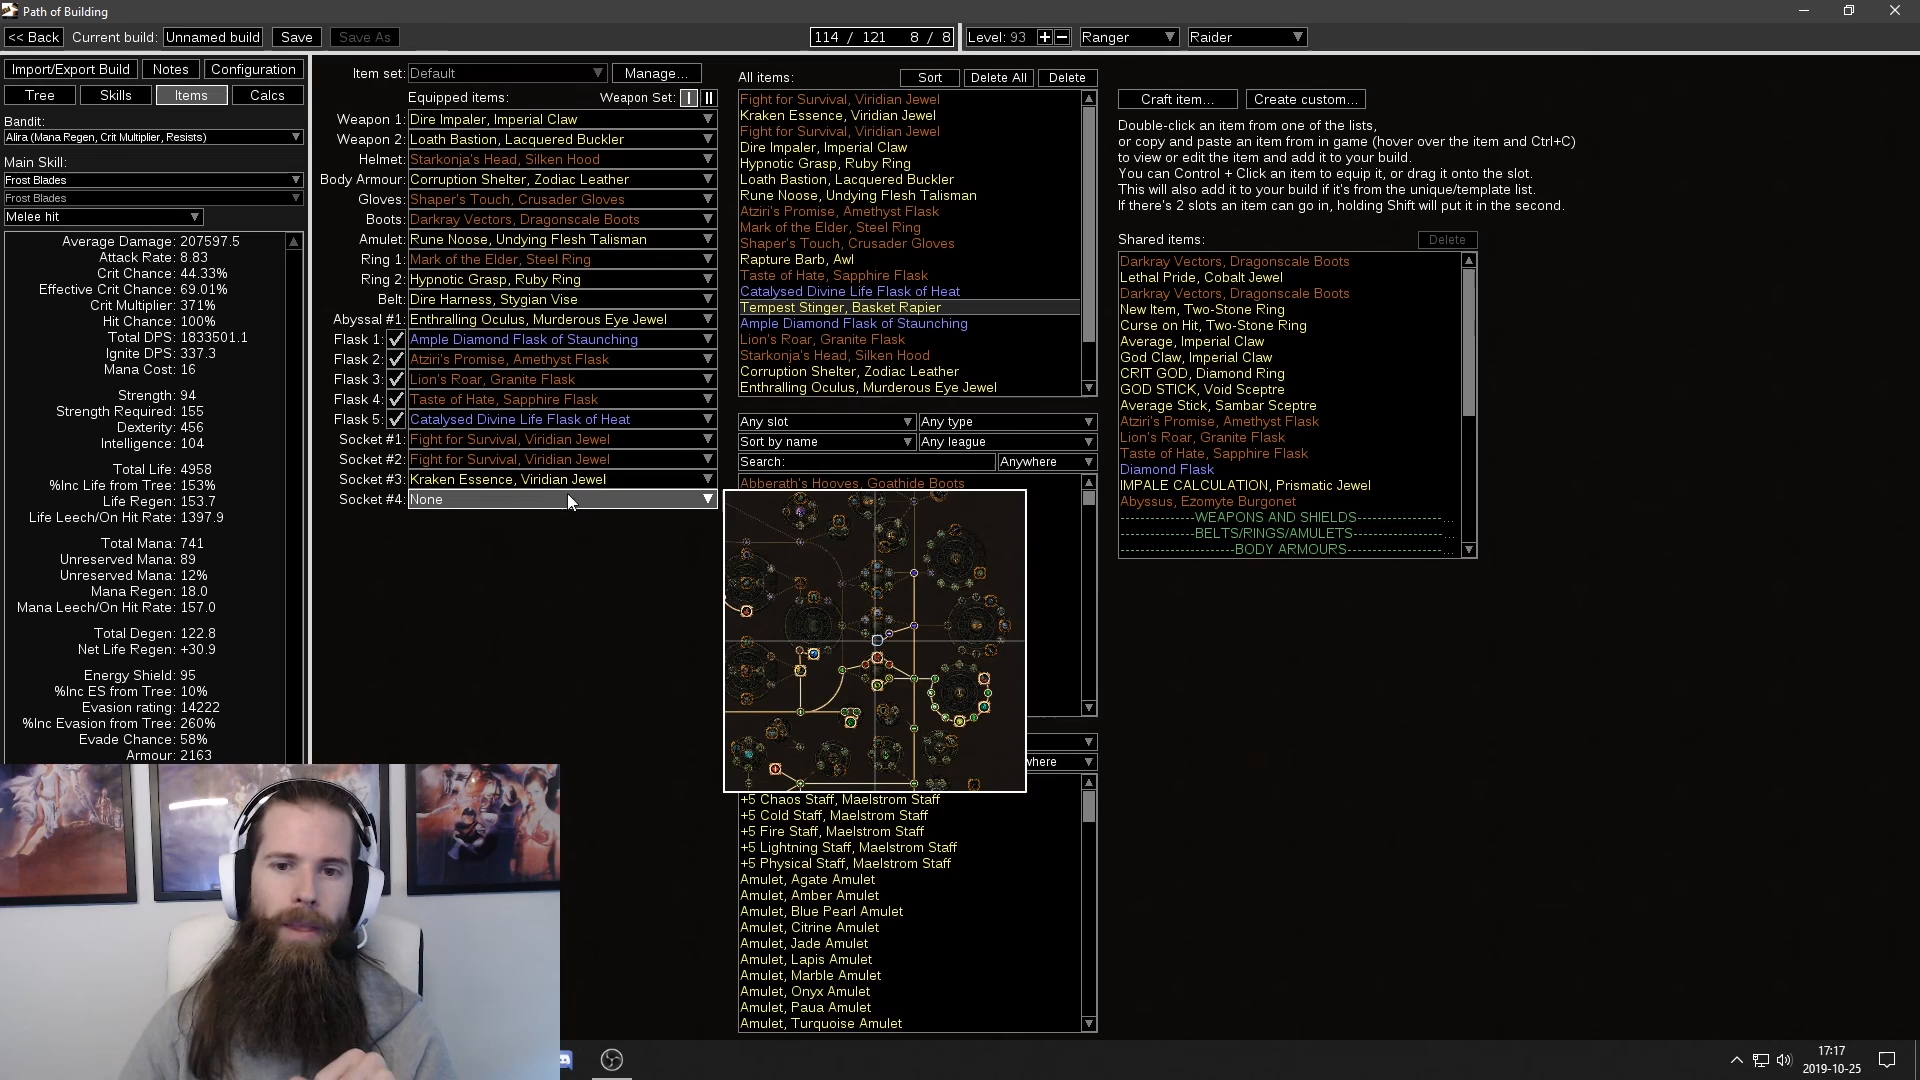 Path of Building
<< Back Current build: Unnamed build Save Save As 114 / 121 8 / 8 Level: 93 + − Ranger Raider
Import/Export Build Notes Configuration
Tree Skills Items Calcs
Bandit:
Alira (Mana Regen, Crit Multiplier, Resists)
Main Skill:
Frost Blades
Frost Blades
Melee hit
Average Damage: 207597.5
Attack Rate: 8.83
Crit Chance: 44.33%
Effective Crit Chance: 69.01%
Crit Multiplier: 371%
Hit Chance: 100%
Total DPS: 1833501.1
Ignite DPS: 337.3
Mana Cost: 16
Strength: 94
Strength Required: 155
Dexterity: 456
Intelligence: 104
Total Life: 4958
%Inc Life from Tree: 153%
Life Regen: 153.7
Life Leech/On Hit Rate: 1397.9
Total Mana: 741
Unreserved Mana: 89
Unreserved Mana: 12%
Mana Regen: 18.0
Mana Leech/On Hit Rate: 157.0
Total Degen: 122.8
Net Life Regen: +30.9
Energy Shield: 95
%Inc ES from Tree: 10%
Evasion rating: 14222
%Inc Evasion from Tree: 260%
Evade Chance: 58%
Armour: 2163
Item set: Default Manage...
Equipped items: Weapon Set: I II
Weapon 1: Dire Impaler, Imperial Claw
Weapon 2: Loath Bastion, Lacquered Buckler
Helmet: Starkonja's Head, Silken Hood
Body Armour: Corruption Shelter, Zodiac Leather
Gloves: Shaper's Touch, Crusader Gloves
Boots: Darkray Vectors, Dragonscale Boots
Amulet: Rune Noose, Undying Flesh Talisman
Ring 1: Mark of the Elder, Steel Ring
Ring 2: Hypnotic Grasp, Ruby Ring
Belt: Dire Harness, Stygian Vise
Abyssal #1: Enthralling Oculus, Murderous Eye Jewel
Flask 1: Ample Diamond Flask of Staunching
Flask 2: Atziri's Promise, Amethyst Flask
Flask 3: Lion's Roar, Granite Flask
Flask 4: Taste of Hate, Sapphire Flask
Flask 5: Catalysed Divine Life Flask of Heat
Socket #1: Fight for Survival, Viridian Jewel
Socket #2: Fight for Survival, Viridian Jewel
Socket #3: Kraken Essence, Viridian Jewel
Socket #4: None
All items: Sort Delete All Delete
Fight for Survival, Viridian Jewel
Kraken Essence, Viridian Jewel
Fight for Survival, Viridian Jewel
Dire Impaler, Imperial Claw
Hypnotic Grasp, Ruby Ring
Loath Bastion, Lacquered Buckler
Rune Noose, Undying Flesh Talisman
Atziri's Promise, Amethyst Flask
Mark of the Elder, Steel Ring
Shaper's Touch, Crusader Gloves
Rapture Barb, Awl
Taste of Hate, Sapphire Flask
Catalysed Divine Life Flask of Heat
Tempest Stinger, Basket Rapier
Ample Diamond Flask of Staunching
Lion's Roar, Granite Flask
Starkonja's Head, Silken Hood
Corruption Shelter, Zodiac Leather
Enthralling Oculus, Murderous Eye Jewel
Any slot Any type
Sort by name Any league
Search: Anywhere
Abberath's Hooves, Goathide Boots
where
+5 Chaos Staff, Maelstrom Staff
+5 Cold Staff, Maelstrom Staff
+5 Fire Staff, Maelstrom Staff
+5 Lightning Staff, Maelstrom Staff
+5 Physical Staff, Maelstrom Staff
Amulet, Agate Amulet
Amulet, Amber Amulet
Amulet, Blue Pearl Amulet
Amulet, Citrine Amulet
Amulet, Jade Amulet
Amulet, Lapis Amulet
Amulet, Marble Amulet
Amulet, Onyx Amulet
Amulet, Paua Amulet
Amulet, Turquoise Amulet
Craft item... Create custom...
Double-click an item from one of the lists,
or copy and paste an item from in game (hover over the item and Ctrl+C)
to view or edit the item and add it to your build.
You can Control + Click an item to equip it, or drag it onto the slot.
This will also add it to your build if it's from the unique/template list.
If there's 2 slots an item can go in, holding Shift will put it in the second.
Shared items: Delete
Darkray Vectors, Dragonscale Boots
Lethal Pride, Cobalt Jewel
Darkray Vectors, Dragonscale Boots
New Item, Two-Stone Ring
Curse on Hit, Two-Stone Ring
Average, Imperial Claw
God Claw, Imperial Claw
CRIT GOD, Diamond Ring
GOD STICK, Void Sceptre
Average Stick, Sambar Sceptre
Atziri's Promise, Amethyst Flask
Lion's Roar, Granite Flask
Taste of Hate, Sapphire Flask
Diamond Flask
IMPALE CALCULATION, Prismatic Jewel
Abyssus, Ezomyte Burgonet
---------------WEAPONS AND SHIELDS---------------...
---------------BELTS/RINGS/AMULETS---------------...
----------------------BODY ARMOURS-----------------...
17:17
2019-10-25